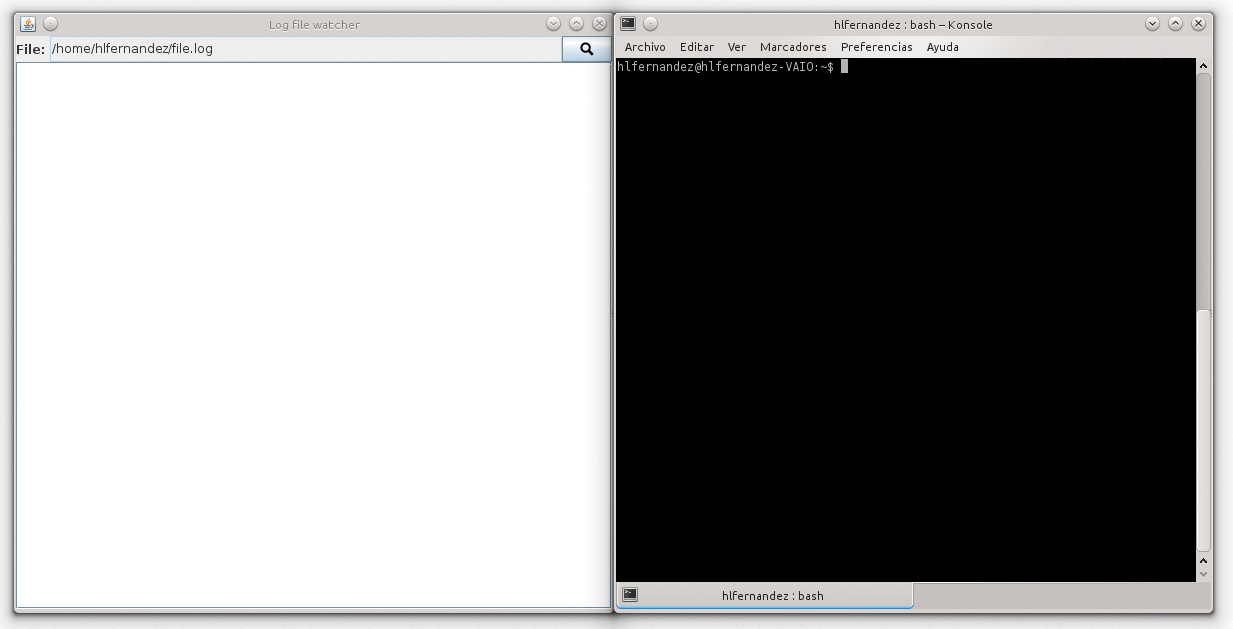 Log file watcher
File: /home/hlfernandez/file.log
hlfernandez : bash – Konsole
Archivo Editar Ver Marcadores Preferencias Ayuda
hlfernandez@hlfernandez-VAIO:~$
hlfernandez : bash